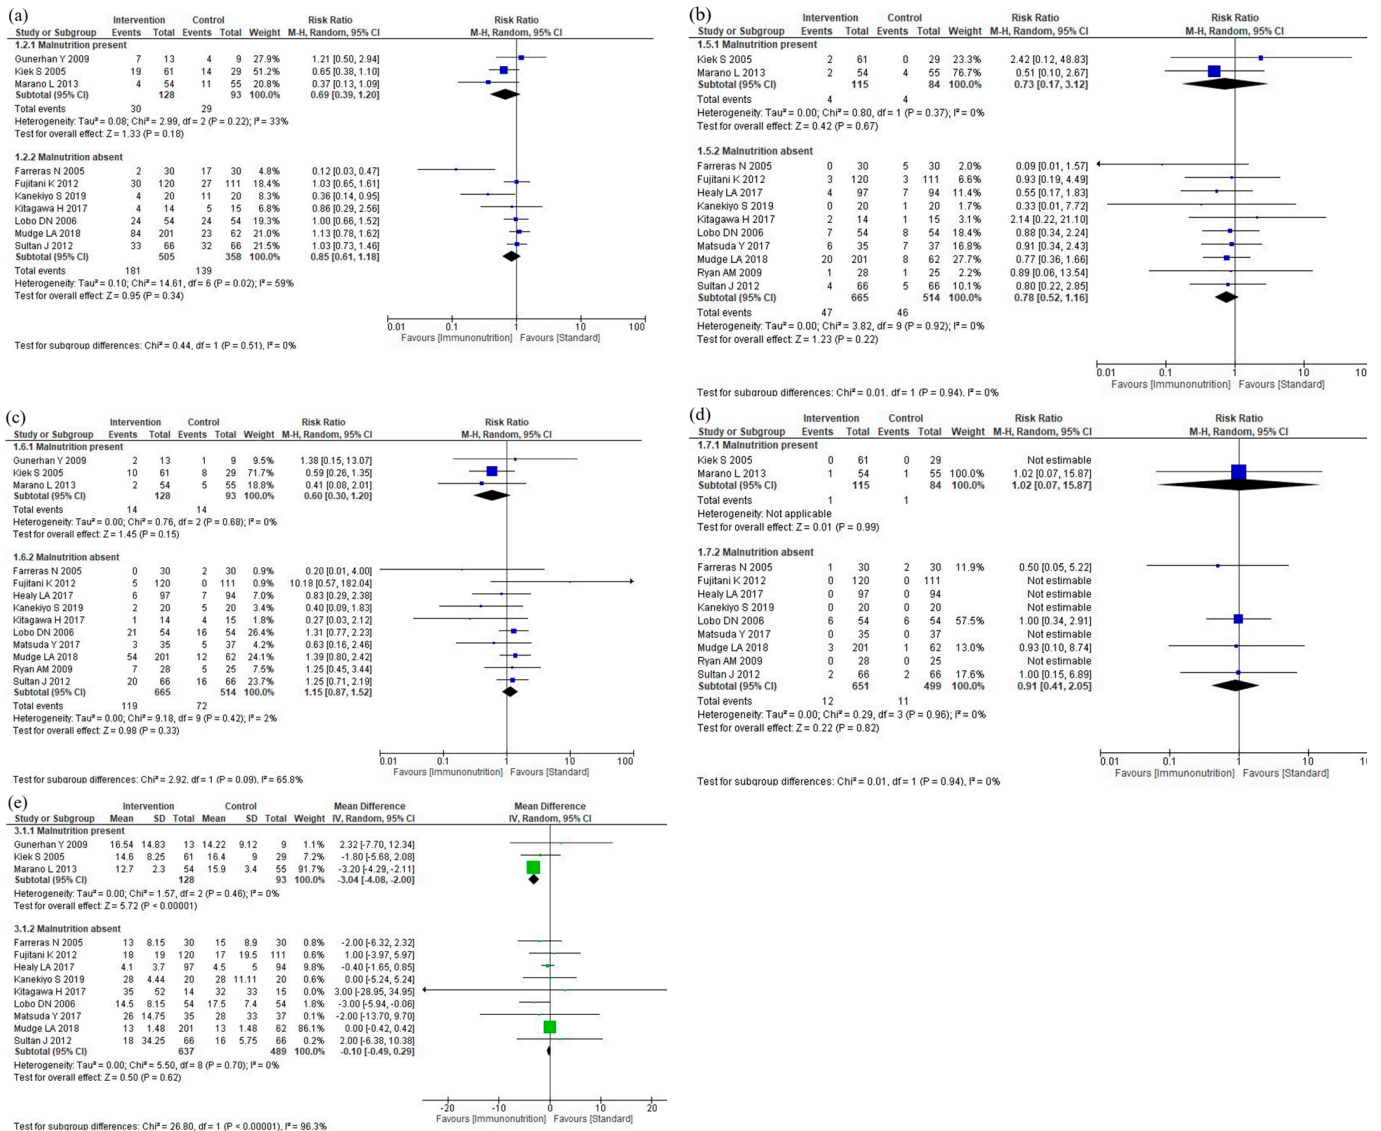 (a)
Intervention Control Risk Ratio Risk Ratio
Study or Subgroup Events Total Events Total Weight M-H, Random, 95% CI M-H, Random, 95% CI
1.2.1 Malnutrition present
Gunerhan Y 2009 7 13 4 9 27.9% 1.21 [0.50, 2.94]
Kiek S 2005 19 61 14 29 51.2% 0.65 [0.38, 1.10]
Marano L 2013 4 54 11 55 20.8% 0.37 [0.13, 1.09]
Subtotal (95% CI) 128 93 100.0% 0.69 [0.39, 1.20]
Total events 30 29
Heterogeneity: Tau² = 0.08; Chi² = 2.99, df = 2 (P = 0.22); I² = 33%
Test for overall effect: Z = 1.33 (P = 0.18)
1.2.2 Malnutrition absent
Farreras N 2005 2 30 17 30 4.8% 0.12 [0.03, 0.47]
Fujitani K 2012 30 120 27 111 18.4% 1.03 [0.65, 1.61]
Kanekiyo S 2019 4 20 11 20 8.3% 0.36 [0.14, 0.95]
Kitagawa H 2017 4 14 5 15 6.7% 0.86 [0.29, 2.56]
Lobo DN 2006 24 54 24 54 19.3% 1.00 [0.66, 1.52]
Mudge LA 2018 84 201 23 62 21.5% 1.13 [0.78, 1.62]
Sultan J 2012 33 66 32 66 21.0% 1.03 [0.73, 1.46]
Subtotal (95% CI) 505 358 100.0% 0.85 [0.61, 1.18]
Total events 181 139
Heterogeneity: Tau² = 0.10; Chi² = 14.61, df = 6 (P = 0.02); I² = 59%
Test for overall effect: Z = 0.95 (P = 0.34)
0.01 0.1 1 10 100
Favours [Immunonutrition] Favours [Standard]
Test for subgroup differences: Chi² = 0.44, df = 1 (P = 0.51), I² = 0%
(b)
Intervention Control Risk Ratio Risk Ratio
Study or Subgroup Events Total Events Total Weight M-H, Random, 95% CI M-H, Random, 95% CI
1.5.1 Malnutrition present
Kiek S 2005 2 61 0 29 23.3% 2.42 [0.12, 48.83]
Marano L 2013 2 54 4 55 76.7% 0.51 [0.10, 2.67]
Subtotal (95% CI) 115 84 100.0% 0.73 [0.17, 3.12]
Total events 4 4
Heterogeneity: Tau² = 0.00; Chi² = 0.80, df = 1 (P = 0.37); I² = 0%
Test for overall effect: Z = 0.42 (P = 0.67)
1.5.2 Malnutrition absent
Farreras N 2005 0 30 5 30 2.0% 0.09 [0.01, 1.57]
Fujitani K 2012 3 120 3 111 6.6% 0.93 [0.19, 4.49]
Healy LA 2017 4 97 7 94 11.4% 0.55 [0.17, 1.83]
Kanekiyo S 2019 0 20 1 20 1.7% 0.33 [0.01, 7.72]
Kitagawa H 2017 2 14 1 15 3.1% 2.14 [0.22, 21.10]
Lobo DN 2006 7 54 8 54 18.4% 0.88 [0.34, 2.24]
Matsuda Y 2017 6 35 7 37 16.8% 0.91 [0.34, 2.43]
Mudge LA 2018 20 201 8 62 27.7% 0.77 [0.36, 1.66]
Ryan AM 2009 1 28 1 25 2.2% 0.89 [0.06, 13.54]
Sultan J 2012 4 66 5 66 10.1% 0.80 [0.22, 2.85]
Subtotal (95% CI) 665 514 100.0% 0.78 [0.52, 1.16]
Total events 47 46
Heterogeneity: Tau² = 0.00; Chi² = 3.82, df = 9 (P = 0.92); I² = 0%
Test for overall effect: Z = 1.23 (P = 0.22)
0.01 0.1 1 10
Favours [Immunonutrition] Favours [Standard]
Test for subgroup differences: Chi² = 0.01, df = 1 (P = 0.94), I² = 0%
(c)
Intervention Control Risk Ratio Risk Ratio
Study or Subgroup Events Total Events Total Weight M-H, Random, 95% CI M-H, Random, 95% CI
1.6.1 Malnutrition present
Gunerhan Y 2009 2 13 1 9 9.5% 1.38 [0.15, 13.07]
Kiek S 2005 10 61 8 29 71.7% 0.59 [0.26, 1.35]
Marano L 2013 2 54 5 55 18.8% 0.41 [0.08, 2.01]
Subtotal (95% CI) 128 93 100.0% 0.60 [0.30, 1.20]
Total events 14 14
Heterogeneity: Tau² = 0.00; Chi² = 0.76, df = 2 (P = 0.68); I² = 0%
Test for overall effect: Z = 1.45 (P = 0.15)
1.6.2 Malnutrition absent
Farreras N 2005 0 30 2 30 0.9% 0.20 [0.01, 4.00]
Fujitani K 2012 5 120 0 111 0.9% 10.18 [0.57, 182.04]
Healy LA 2017 6 97 7 94 7.1% 0.83 [0.29, 2.38]
Kanekiyo S 2019 2 20 5 20 3.4% 0.40 [0.09, 1.83]
Kitagawa H 2017 1 14 4 15 1.9% 0.27 [0.03, 2.12]
Lobo DN 2006 21 54 16 54 26.4% 1.31 [0.77, 2.23]
Matsuda Y 2017 3 35 5 37 4.2% 0.63 [0.16, 2.46]
Mudge LA 2018 54 201 12 62 23.9% 1.39 [0.80, 2.42]
Ryan AM 2009 7 28 5 25 7.5% 1.25 [0.45, 3.44]
Sultan J 2012 20 66 16 66 23.7% 1.25 [0.71, 2.19]
Subtotal (95% CI) 665 514 100.0% 1.15 [0.87, 1.52]
Total events 119 72
Heterogeneity: Tau² = 0.00; Chi² = 9.18, df = 9 (P = 0.42); I² = 2%
Test for overall effect: Z = 0.98 (P = 0.33)
0.01 0.1 1 10 100
Favours [Immunonutrition] Favours [Standard]
Test for subgroup differences: Chi² = 2.92, df = 1 (P = 0.09), I² = 65.8%
(d)
Intervention Control Risk Ratio Risk Ratio
Study or Subgroup Events Total Events Total Weight M-H, Random, 95% CI M-H, Random, 95% CI
1.7.1 Malnutrition present
Kiek S 2005 0 61 0 29 Not estimable
Marano L 2013 1 54 1 55 100.0% 1.02 [0.07, 15.87]
Subtotal (95% CI) 115 84 100.0% 1.02 [0.07, 15.87]
Total events 1 1
Heterogeneity: Not applicable
Test for overall effect: Z = 0.01 (P = 0.99)
1.7.2 Malnutrition absent
Farreras N 2005 1 30 2 30 11.9% 0.50 [0.05, 5.22]
Fujitani K 2012 0 120 0 111 Not estimable
Healy LA 2017 0 97 0 94 Not estimable
Kanekiyo S 2019 0 20 0 20 Not estimable
Lobo DN 2006 6 54 6 54 57.5% 1.00 [0.34, 2.91]
Matsuda Y 2017 0 35 0 37 Not estimable
Mudge LA 2018 3 201 1 62 13.0% 0.93 [0.10, 8.74]
Ryan AM 2009 0 28 0 25 Not estimable
Sultan J 2012 2 66 2 66 17.6% 1.00 [0.15, 6.89]
Subtotal (95% CI) 651 499 100.0% 0.91 [0.41, 2.05]
Total events 12 11
Heterogeneity: Tau² = 0.00; Chi² = 0.29, df = 3 (P = 0.96); I² = 0%
Test for overall effect: Z = 0.22 (P = 0.82)
0.01 0.1 1 10
Favours [Immunonutrition] Favours [Standard]
Test for subgroup differences: Chi² = 0.01, df = 1 (P = 0.94), I² = 0%
(e)
Intervention Control Mean Difference Mean Difference
Study or Subgroup Mean SD Total Mean SD Total Weight IV, Random, 95% CI IV, Random, 95% CI
3.1.1 Malnutrition present
Gunerhan Y 2009 16.54 14.83 13 14.22 9.12 9 1.1% 2.32 [-7.70, 12.34]
Kiek S 2005 14.6 8.25 61 16.4 9 29 7.2% -1.80 [-5.68, 2.08]
Marano L 2013 12.7 2.3 54 15.9 3.4 55 91.7% -3.20 [-4.29, -2.11]
Subtotal (95% CI) 128 93 100.0% -3.04 [-4.08, -2.00]
Heterogeneity: Tau² = 0.00; Chi² = 1.57, df = 2 (P = 0.46); I² = 0%
Test for overall effect: Z = 5.72 (P < 0.00001)
3.1.2 Malnutrition absent
Farreras N 2005 13 8.15 30 15 8.9 30 0.8% -2.00 [-6.32, 2.32]
Fujitani K 2012 18 19 120 17 19.5 111 0.6% 1.00 [-3.97, 5.97]
Healy LA 2017 4.1 3.7 97 4.5 5 94 9.8% -0.40 [-1.65, 0.85]
Kanekiyo S 2019 28 4.44 20 28 11.11 20 0.6% 0.00 [-5.24, 5.24]
Kitagawa H 2017 35 52 14 32 33 15 0.0% 3.00 [-28.95, 34.95]
Lobo DN 2006 14.5 8.15 54 17.5 7.4 54 1.8% -3.00 [-5.94, -0.06]
Matsuda Y 2017 26 14.75 35 28 33 37 0.1% -2.00 [-13.70, 9.70]
Mudge LA 2018 13 1.48 201 13 1.48 62 86.1% 0.00 [-0.42, 0.42]
Sultan J 2012 18 34.25 66 16 5.75 66 0.2% 2.00 [-6.38, 10.38]
Subtotal (95% CI) 637 489 100.0% -0.10 [-0.49, 0.29]
Heterogeneity: Tau² = 0.00; Chi² = 5.50, df = 8 (P = 0.70); I² = 0%
Test for overall effect: Z = 0.50 (P = 0.62)
-20 -10 0 10 20
Favours [Immunonutrition] Favours [Standard]
Test for subgroup differences: Chi² = 26.80, df = 1 (P < 0.00001), I² = 96.3%